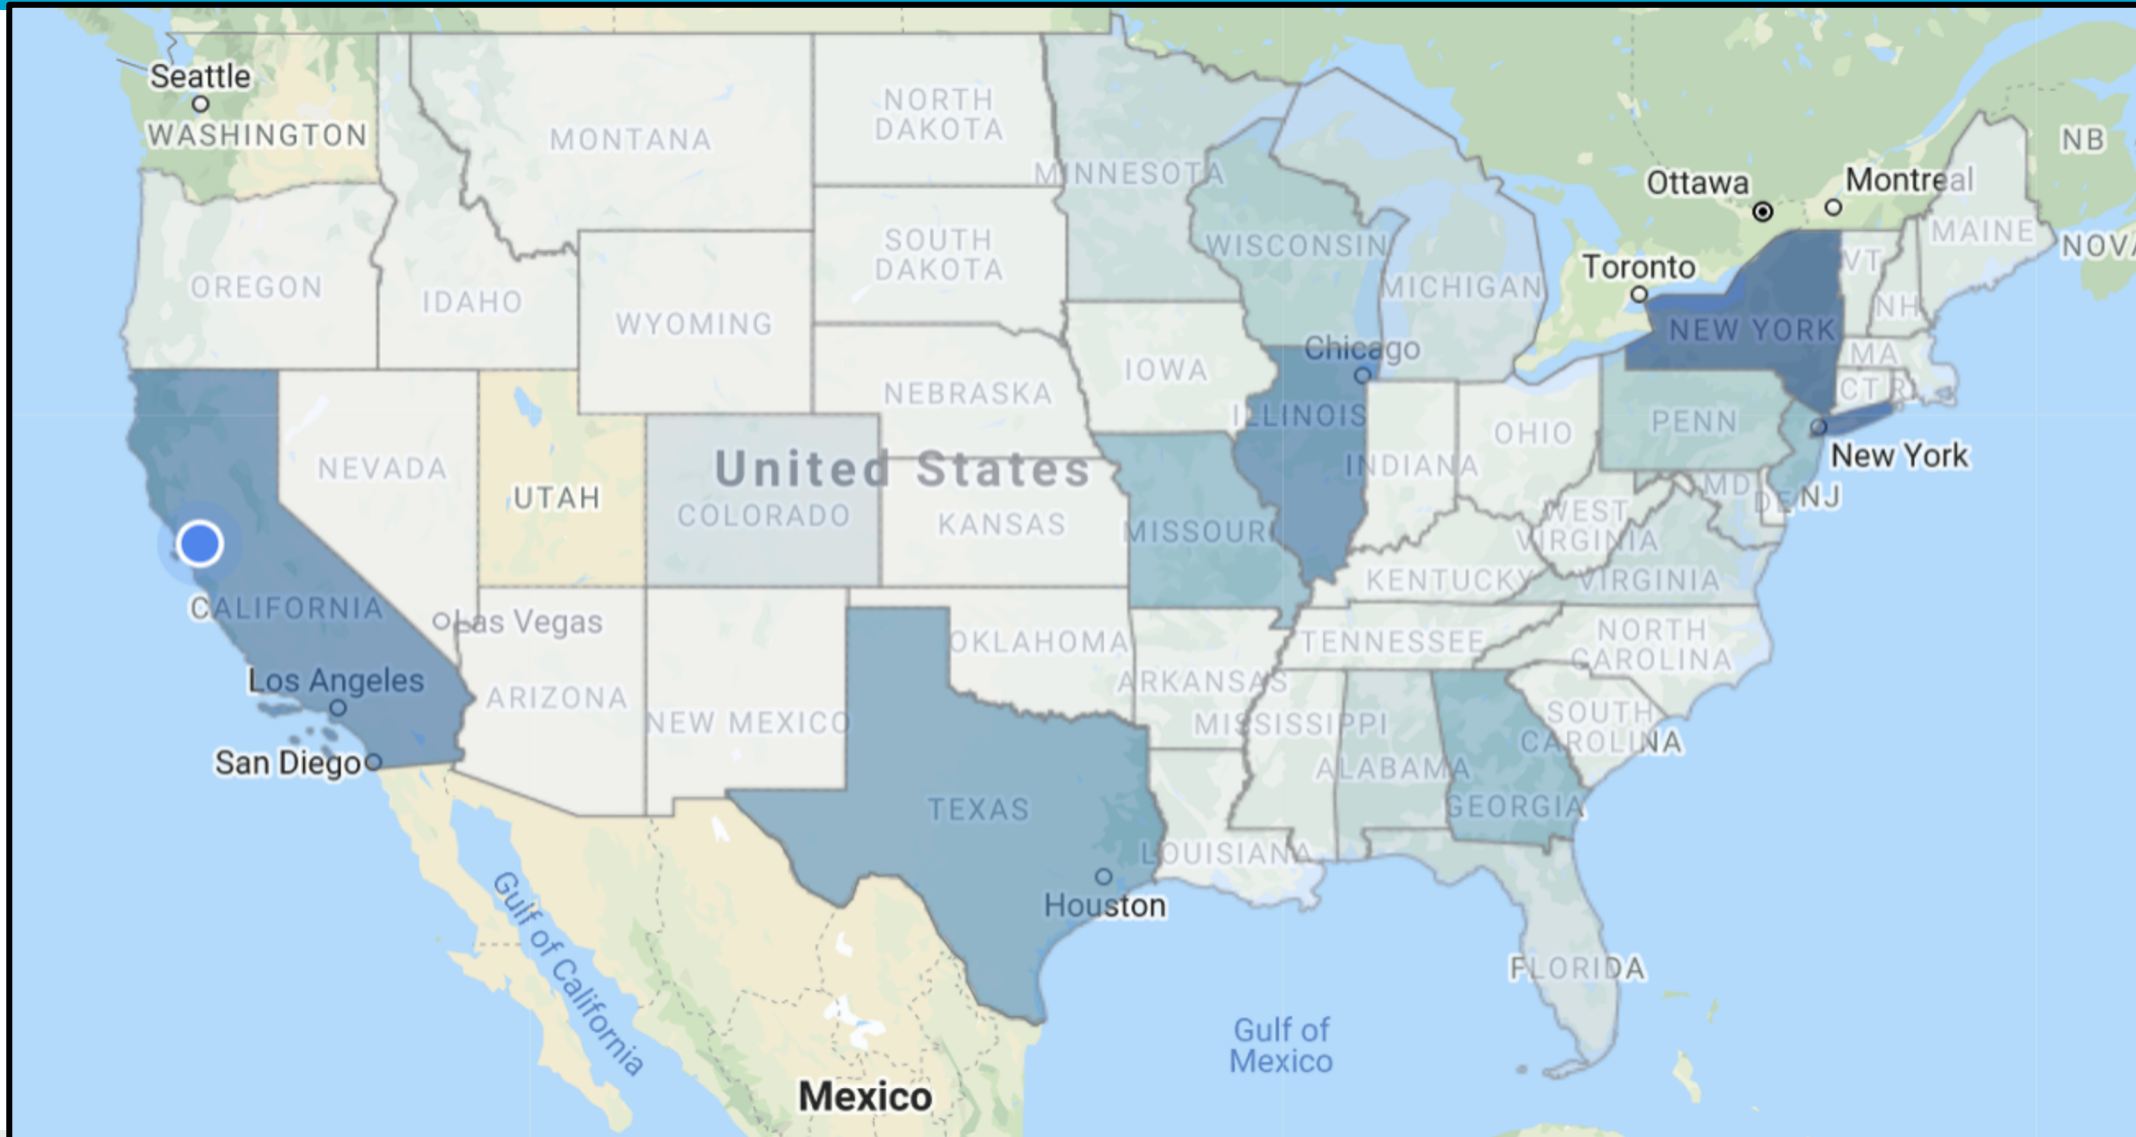 Seattle
WASHINGTON
MONTANA
NORTH
DAKOTA
MINNESOTA
NB
Ottawa
Montreal
OREGON
IDAHO
WYOMING
SOUTH
DAKOTA
WISCONSIN
MICHIGAN
Toronto
NEW YORK
VT
NH
MAINE
NOVA
NEBRASKA
IOWA
Chicago
ILLINOIS
INDIANA
OHIO
PENN
MA
CT RI
New York
NEVADA
UTAH
United States
COLORADO
KANSAS
MISSOURI
WEST
VIRGINIA
MD
DE
NJ
KENTUCKY
VIRGINIA
CALIFORNIA
Las Vegas
Los Angeles
San Diego
ARIZONA
NEW MEXICO
OKLAHOMA
ARKANSAS
TENNESSEE
NORTH
CAROLINA
MISSISSIPPI
SOUTH
CAROLINA
TEXAS
ALABAMA
GEORGIA
LOUISIANA
Houston
FLORIDA
Gulf of California
Gulf of
Mexico
Mexico